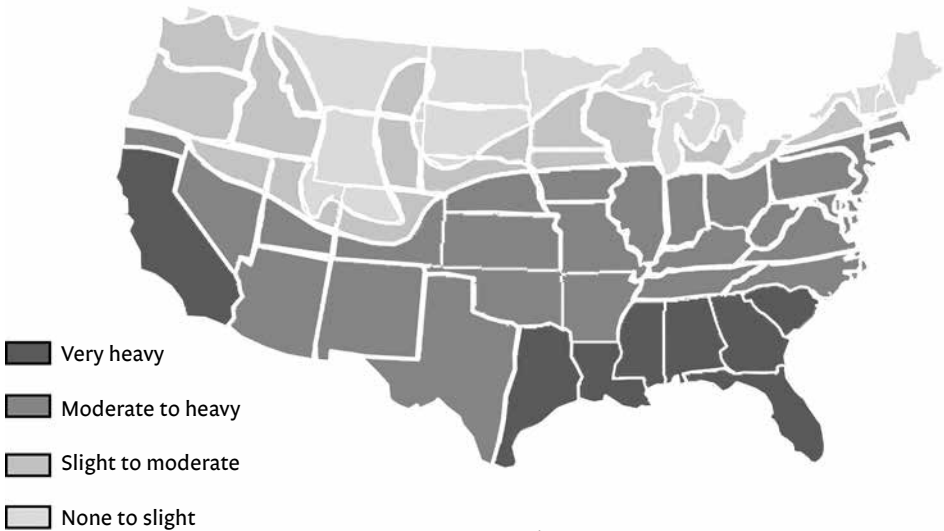 Very heavy
Moderate to heavy
Slight to moderate
None to slight